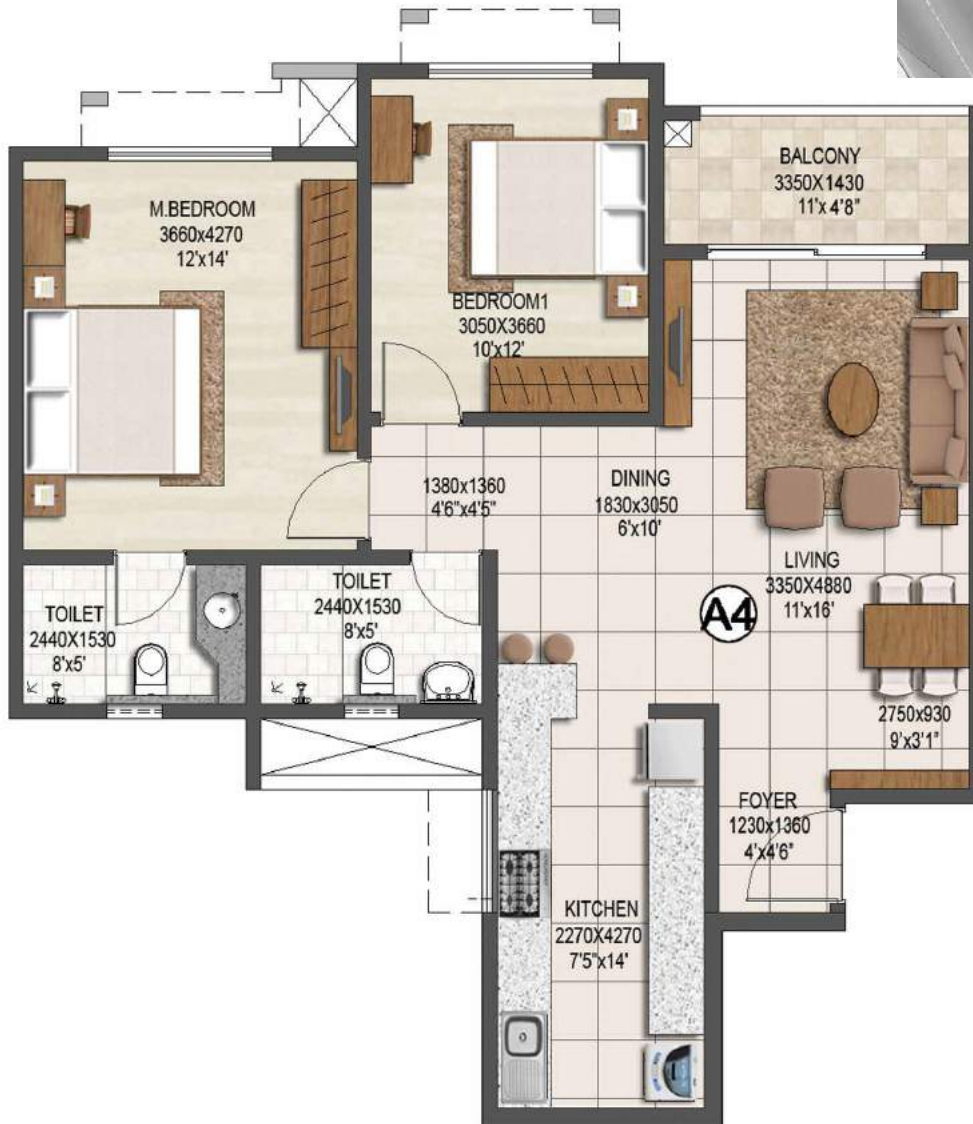 BALCONY
3350X1430
11'x 4'8"
M.BEDROOM
3660x4270
12'x14'
BEDROOM1
3050X3660
10'x12'
1380x1360
4'6"x4'5"
DINING
1830x3050
6'x10'
LIVING
3350X4880
11'x16'
A4
TOILET
2440X1530
8'x5'
TOILET
2440X1530
8'x5'
2750x930
9'x3'1"
FOYER
1230x1360
4'x4'6"
KITCHEN
2270X4270
7'5"x14'